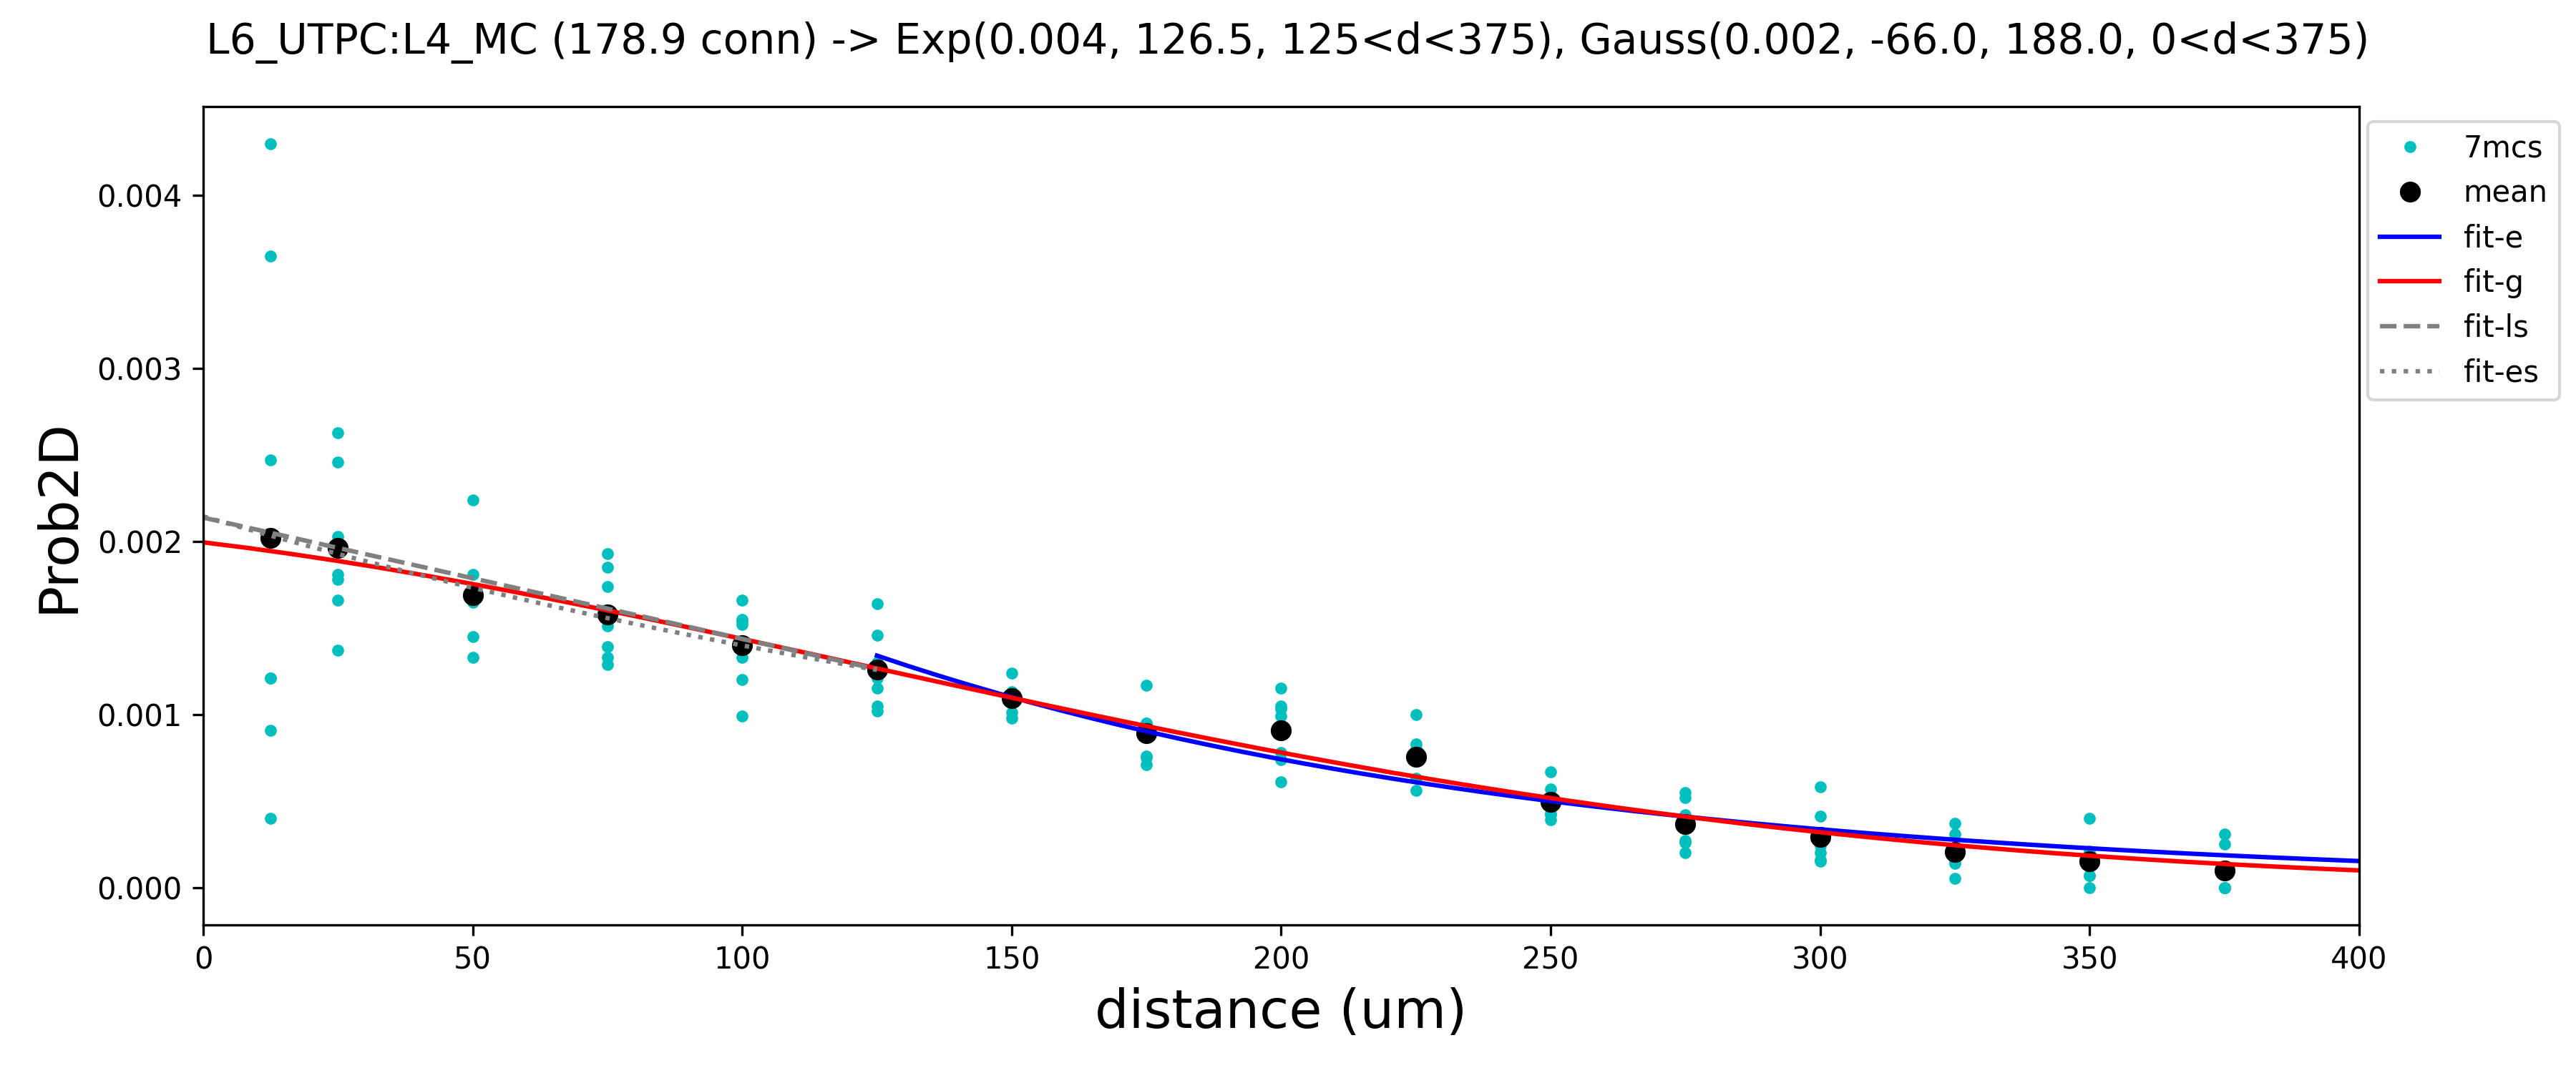 L6_UTPC:L4_MC (178.9 conn) -> Exp(0.004, 126.5, 125<d<375), Gauss(0.002, -66.0, 188.0, 0<d<375)
7mcs
mean
fit-e
fit-g
fit-ls
fit-es
Prob2D
0.004
0.003
0.002
0.001
0.000
0 50 100 150 200 250 300 350 400
distance (um)